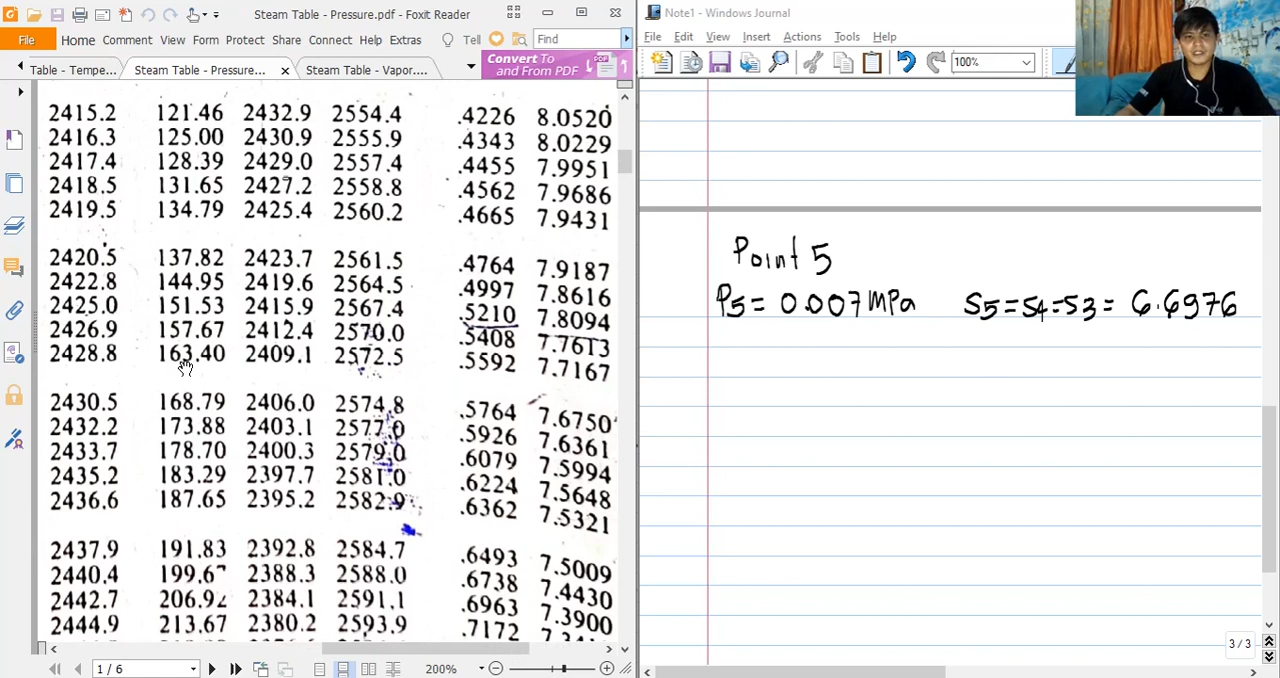 Steam Table - Pressure.pdf - Foxit Reader
File Home Comment View Form Protect Share Connect Help Extras Tell Find
Table - Tempe... Steam Table - Pressure... Steam Table - Vapor....
Convert To
and From PDF
PDF
2415.2 121.46 2432.9 2554.4 .4226 8.0520
2416.3 125.00 2430.9 2555.9 .4343 8.0229
2417.4 128.39 2429.0 2557.4 .4455 7.9951
2418.5 131.65 2427.2 2558.8 .4562 7.9686
2419.5 134.79 2425.4 2560.2 .4665 7.9431
2420.5 137.82 2423.7 2561.5 .4764 7.9187
2422.8 144.95 2419.6 2564.5 .4997 7.8616
2425.0 151.53 2415.9 2567.4 .5210 7.8094
2426.9 157.67 2412.4 2570.0 .5408 7.7613
2428.8 163.40 2409.1 2572.5 .5592 7.7167
2430.5 168.79 2406.0 2574.8 .5764 7.6750
2432.2 173.88 2403.1 2577.0 .5926 7.6361
2433.7 178.70 2400.3 2579.0 .6079 7.5994
2435.2 183.29 2397.7 2581.0 .6224 7.5648
2436.6 187.65 2395.2 2582.9 .6362 7.5321
2437.9 191.83 2392.8 2584.7 .6493 7.5009
2440.4 199.67 2388.3 2588.0 .6738 7.4430
2442.7 206.92 2384.1 2591.1 .6963 7.3900
2444.9 213.67 2380.2 2593.9 .7172
1 / 6 200%
Note1 - Windows Journal
File Edit View Insert Actions Tools Help
100%
Point 5
P5 = 0.007 MPa S5 = S4 = S3 = 6.6976
3 / 3